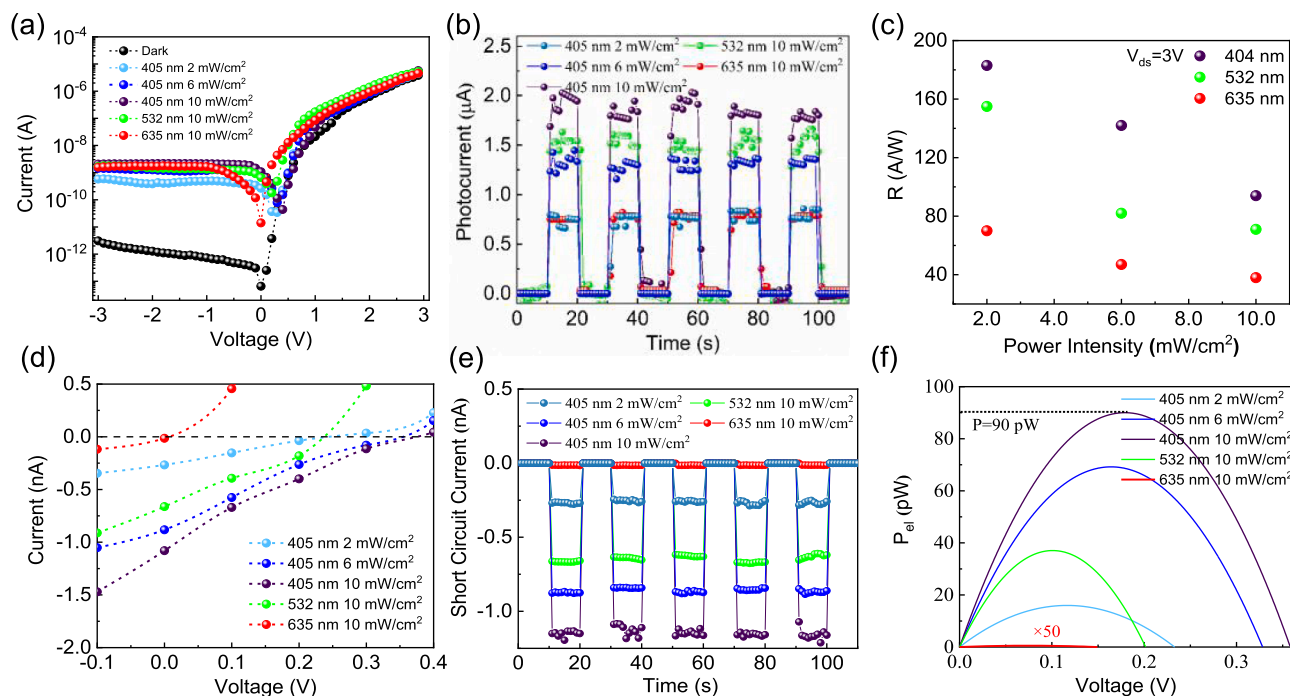 (a)
10⁻⁴
10⁻⁶
10⁻⁸
10⁻¹⁰
10⁻¹²
Current (A)
Dark
405 nm 2 mW/cm²
405 nm 6 mW/cm²
405 nm 10 mW/cm²
532 nm 10 mW/cm²
635 nm 10 mW/cm²
-3 -2 -1 0 1 2 3
Voltage (V)
(b)
2.5
2.0
1.5
1.0
0.5
0.0
Photocurrent (μA)
405 nm 2 mW/cm² 532 nm 10 mW/cm²
405 nm 6 mW/cm² 635 nm 10 mW/cm²
405 nm 10 mW/cm²
0 20 40 60 80 100
Time (s)
(c)
200
160
120
80
40
R (A/W)
V_ds=3V
404 nm
532 nm
635 nm
2.0 4.0 6.0 8.0 10.0
Power Intensity (mW/cm²)
(d)
0.5
0.0
-0.5
-1.0
-1.5
-2.0
Current (nA)
405 nm 2 mW/cm²
405 nm 6 mW/cm²
405 nm 10 mW/cm²
532 nm 10 mW/cm²
635 nm 10 mW/cm²
-0.1 0.0 0.1 0.2 0.3 0.4
Voltage (V)
(e)
0.5
0.0
-0.5
-1.0
Short Circuit Current (nA)
405 nm 2 mW/cm² 532 nm 10 mW/cm²
405 nm 6 mW/cm² 635 nm 10 mW/cm²
405 nm 10 mW/cm²
0 20 40 60 80 100
Time (s)
(f)
100
80
60
40
20
0
P_el (pW)
P=90 pW
405 nm 2 mW/cm²
405 nm 6 mW/cm²
405 nm 10 mW/cm²
532 nm 10 mW/cm²
635 nm 10 mW/cm²
×50
0.0 0.1 0.2 0.3
Voltage (V)